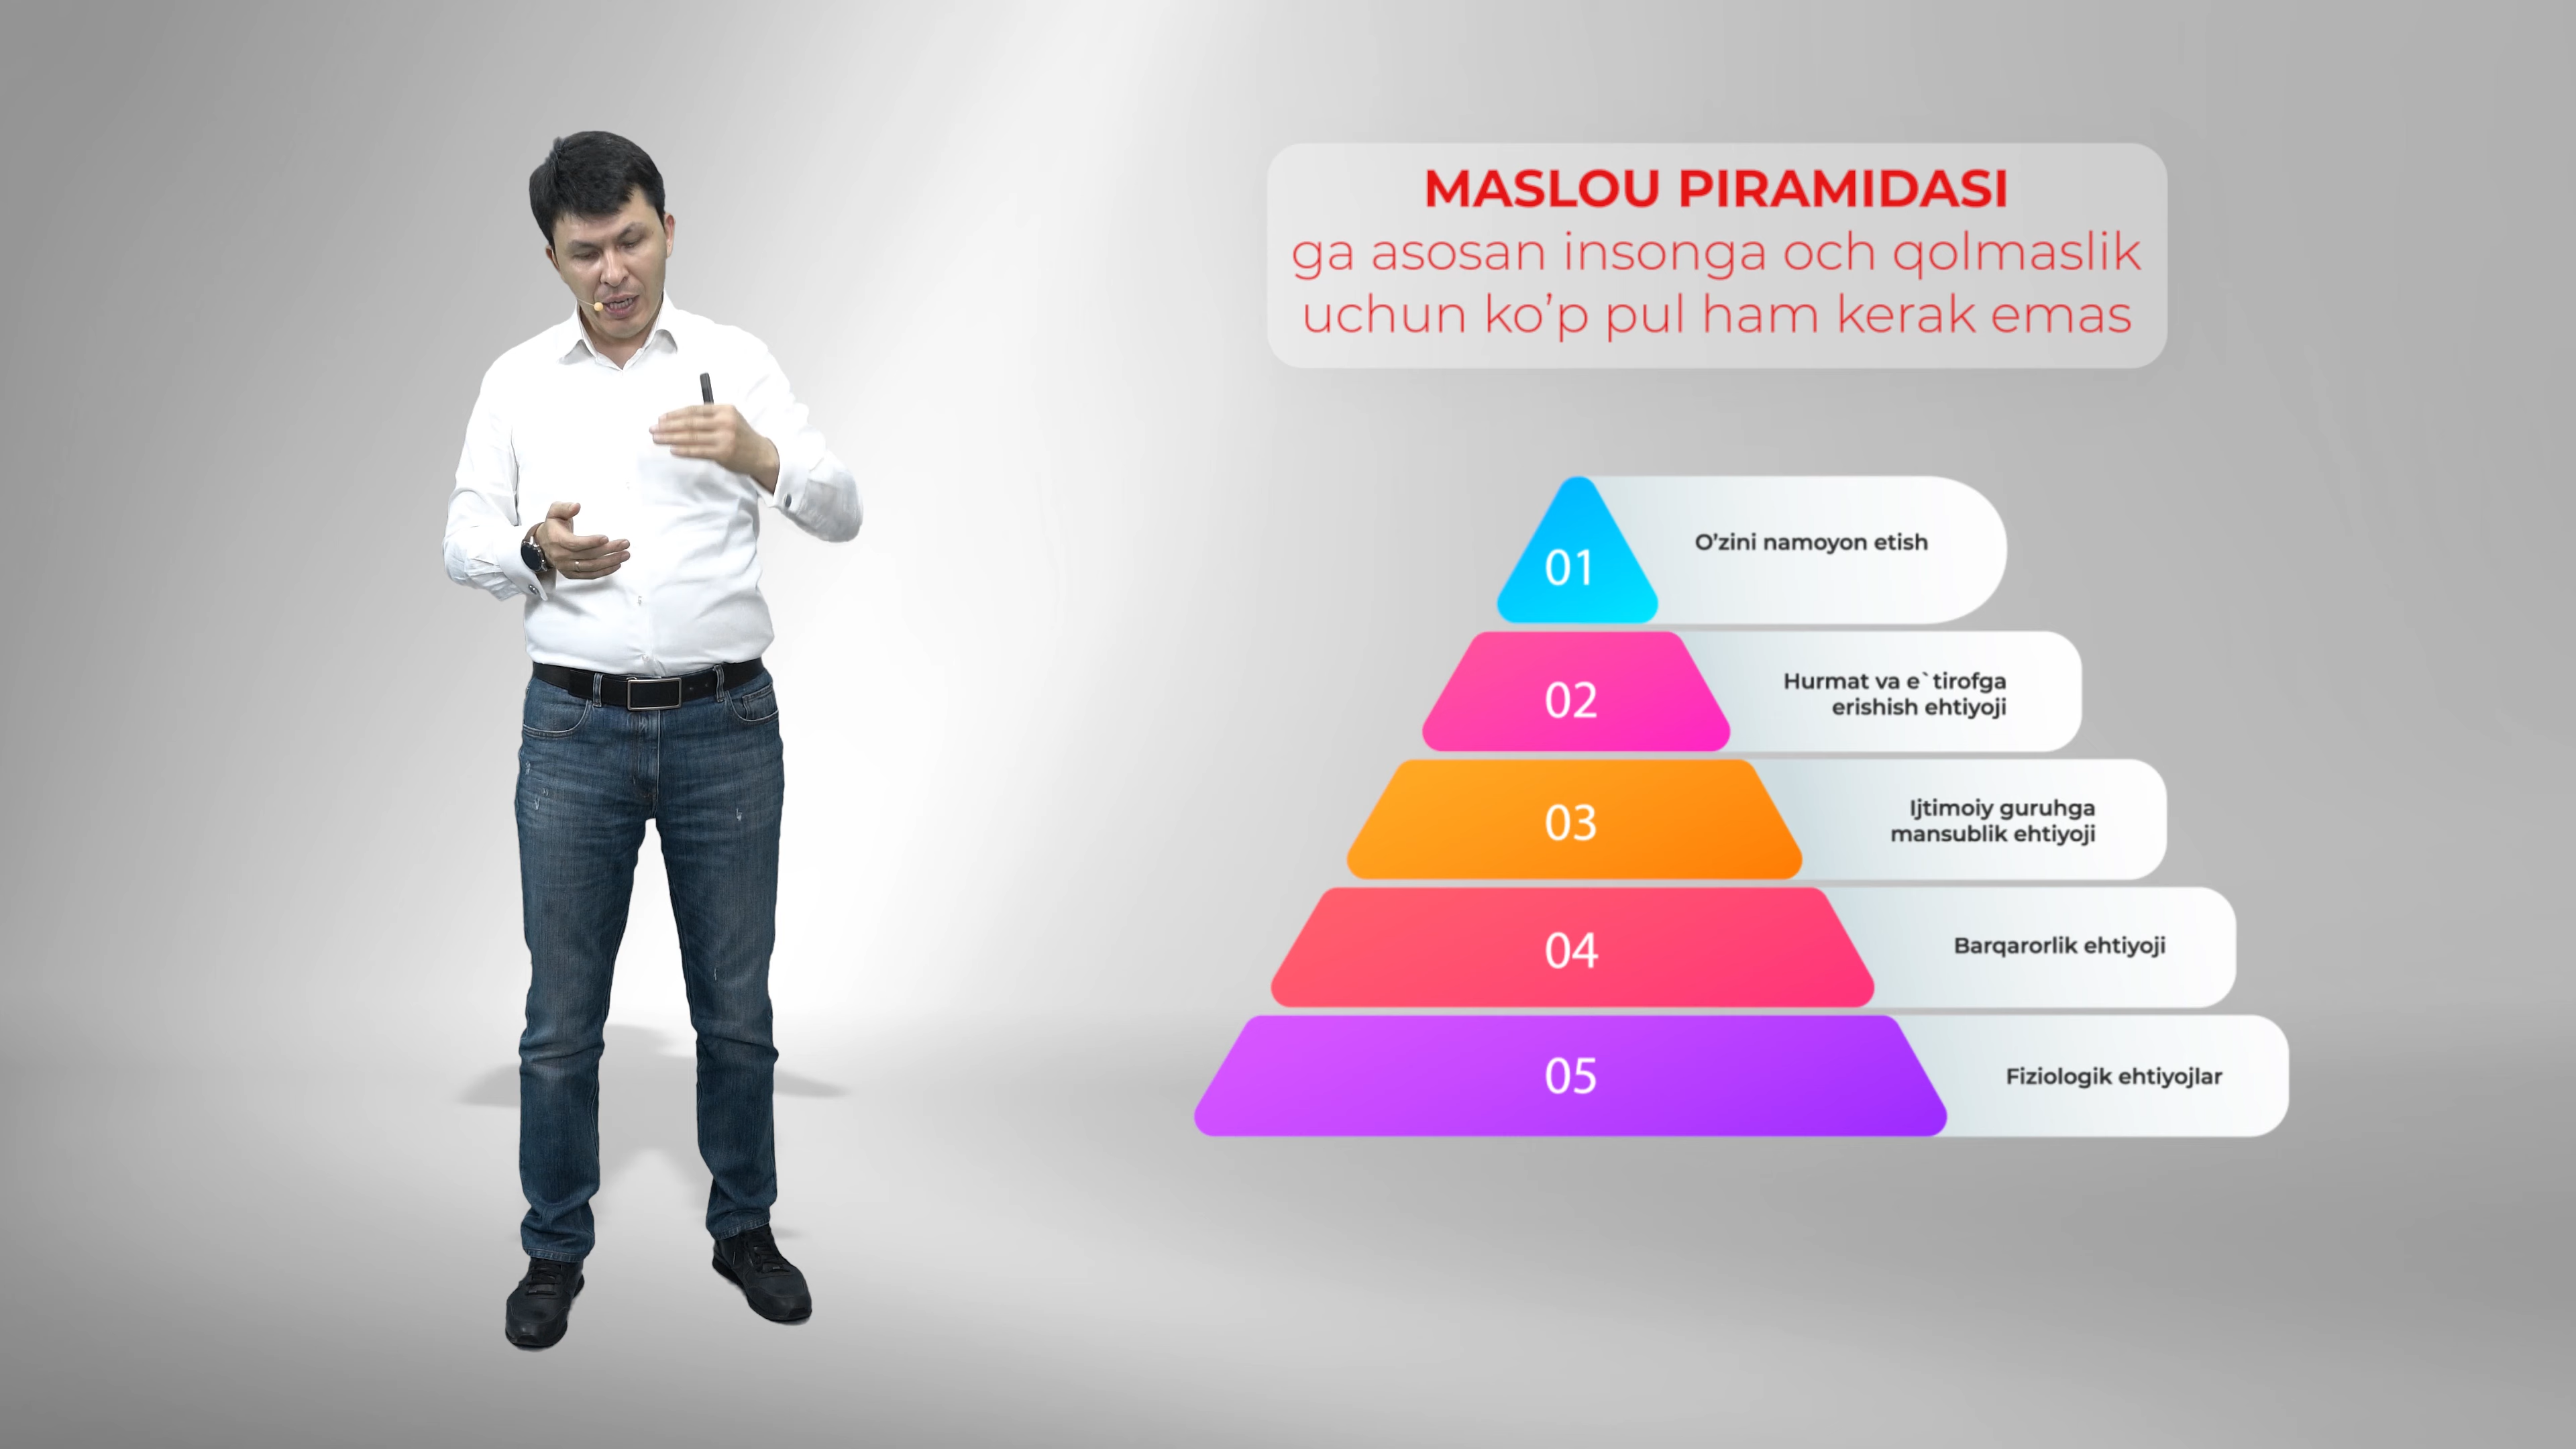 MASLOU PIRAMIDASI
ga asosan insonga och qolmaslik
uchun ko’p pul ham kerak emas
01
O’zini namoyon etish
02
Hurmat va e`tirofga
erishish ehtiyoji
03
Ijtimoiy guruhga
mansublik ehtiyoji
04
Barqarorlik ehtiyoji
05
Fiziologik ehtiyojlar